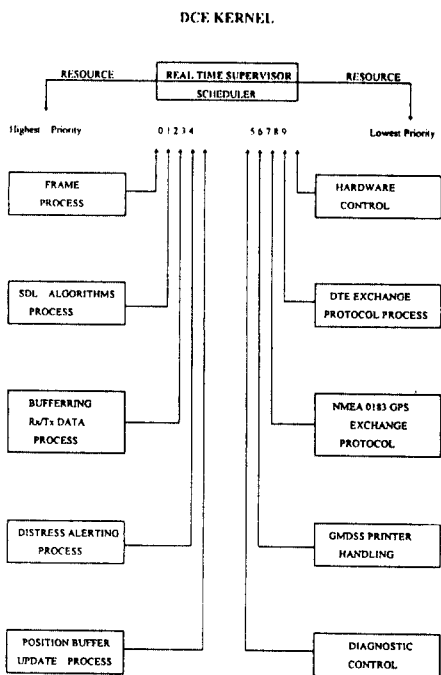 DCE KERNEL
RESOURCE
REAL TIME SUPERVISOR
SCHEDULER
RESOURCE
Highest Priority
0 1 2 3 4
5 6 7 8 9
Lowest Priority
FRAME
PROCESS
HARDWARE
CONTROL
SDL ALGORITHMS
PROCESS
DTE EXCHANGE
PROTOCOL PROCESS
BUFFERRING
Rx/Tx DATA
PROCESS
NMEA 0183 GPS
EXCHANGE
PROTOCOL
DISTRESS ALERTING
PROCESS
GMDSS PRINTER
HANDLING
POSITION BUFFER
UPDATE PROCESS
DIAGNOSTIC
CONTROL